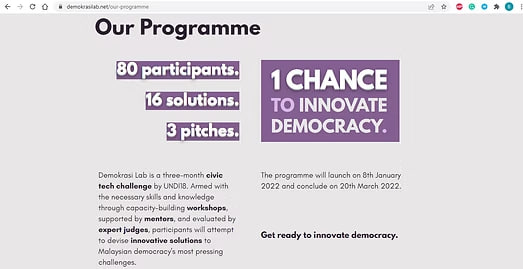 demokrasilab.net/our-programme
Our Programme
80 participants.
16 solutions.
3 pitches.
1 CHANCE
TO INNOVATE
DEMOCRACY.
Demokrasi Lab is a three-month civic
tech challenge by UNDI18. Armed with
the necessary skills and knowledge
through capacity-building workshops,
supported by mentors, and evaluated by
expert judges, participants will attempt
to devise innovative solutions to
Malaysian democracy's most pressing
challenges.
The programme will launch on 8th January
2022 and conclude on 20th March 2022.
Get ready to innovate democracy.